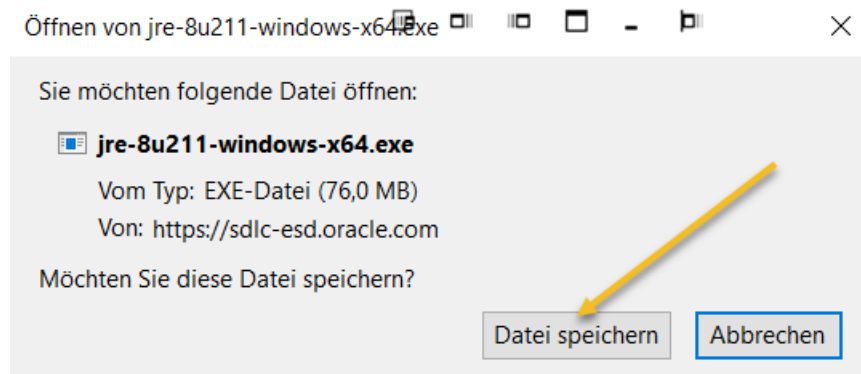 Öffnen von jre-8u211-windows-x64.exe
Sie möchten folgende Datei öffnen:
jre-8u211-windows-x64.exe
Vom Typ: EXE-Datei (76,0 MB)
Von: https://sdlc-esd.oracle.com
Möchten Sie diese Datei speichern?
Datei speichern Abbrechen